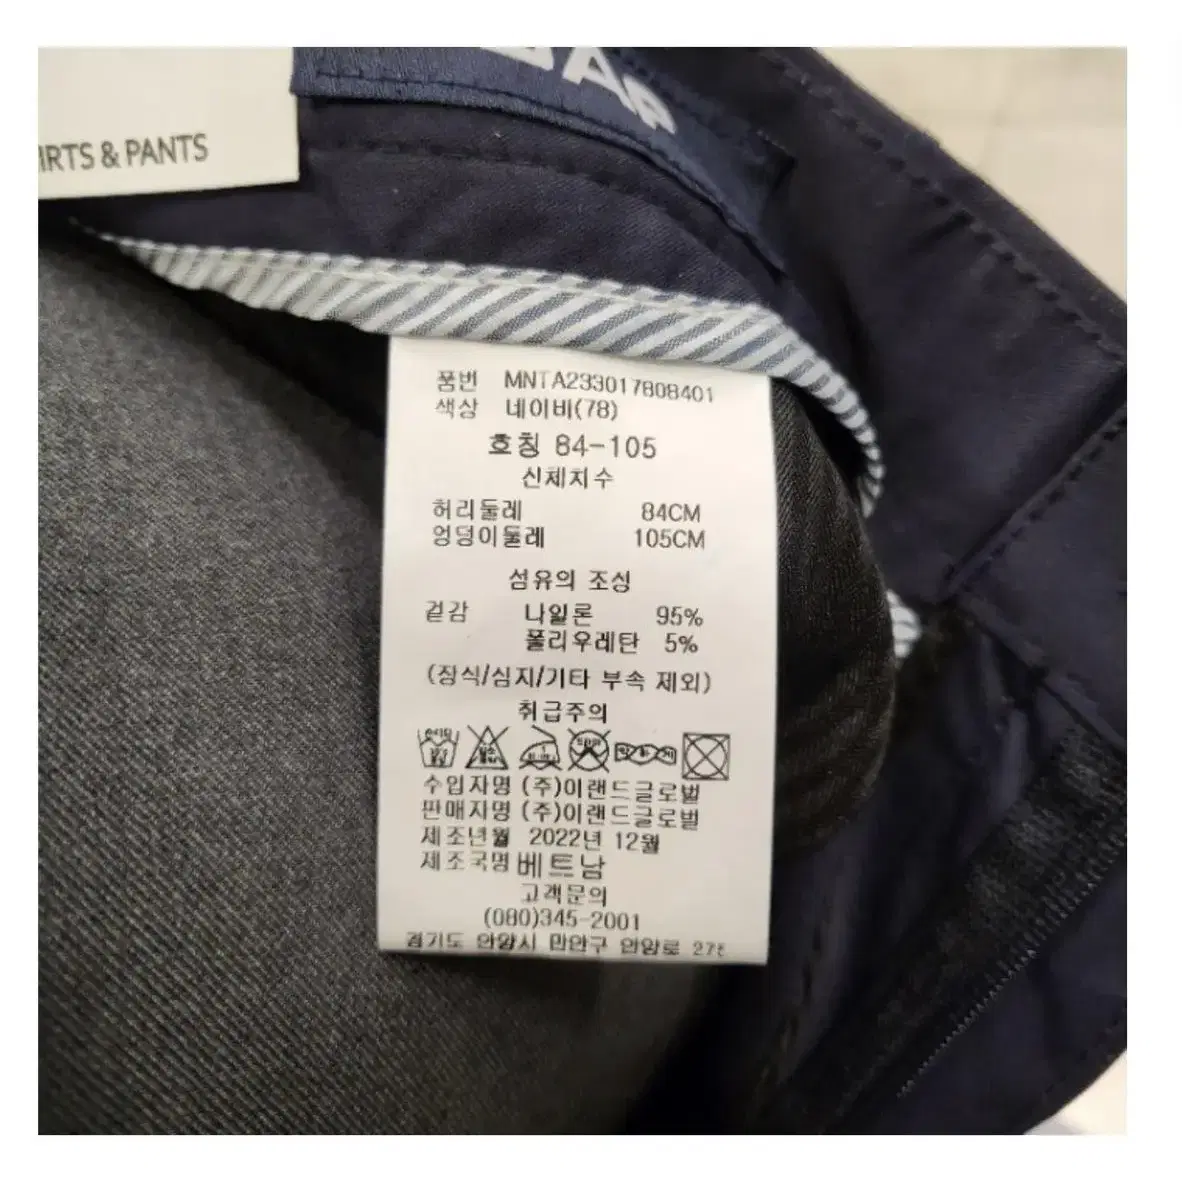 & PANTS
품번 MNTA233017808401
색상 네이비(78)
호칭 84-105
신체치수
허리둘레 84CM
엉덩이둘레 105CM
섬유의 조성
겉감 나일론 95%
폴리우레탄 5%
(장식/심지/기타 부속 제외)
취급주의
수입자명 (주)이랜드글로벌
판매자명 (주)이랜드글로벌
제조년월 2022년 12월
제조국명 베트남
고객문의
(080)345-2001
경기도 안양시 만안구 안양로